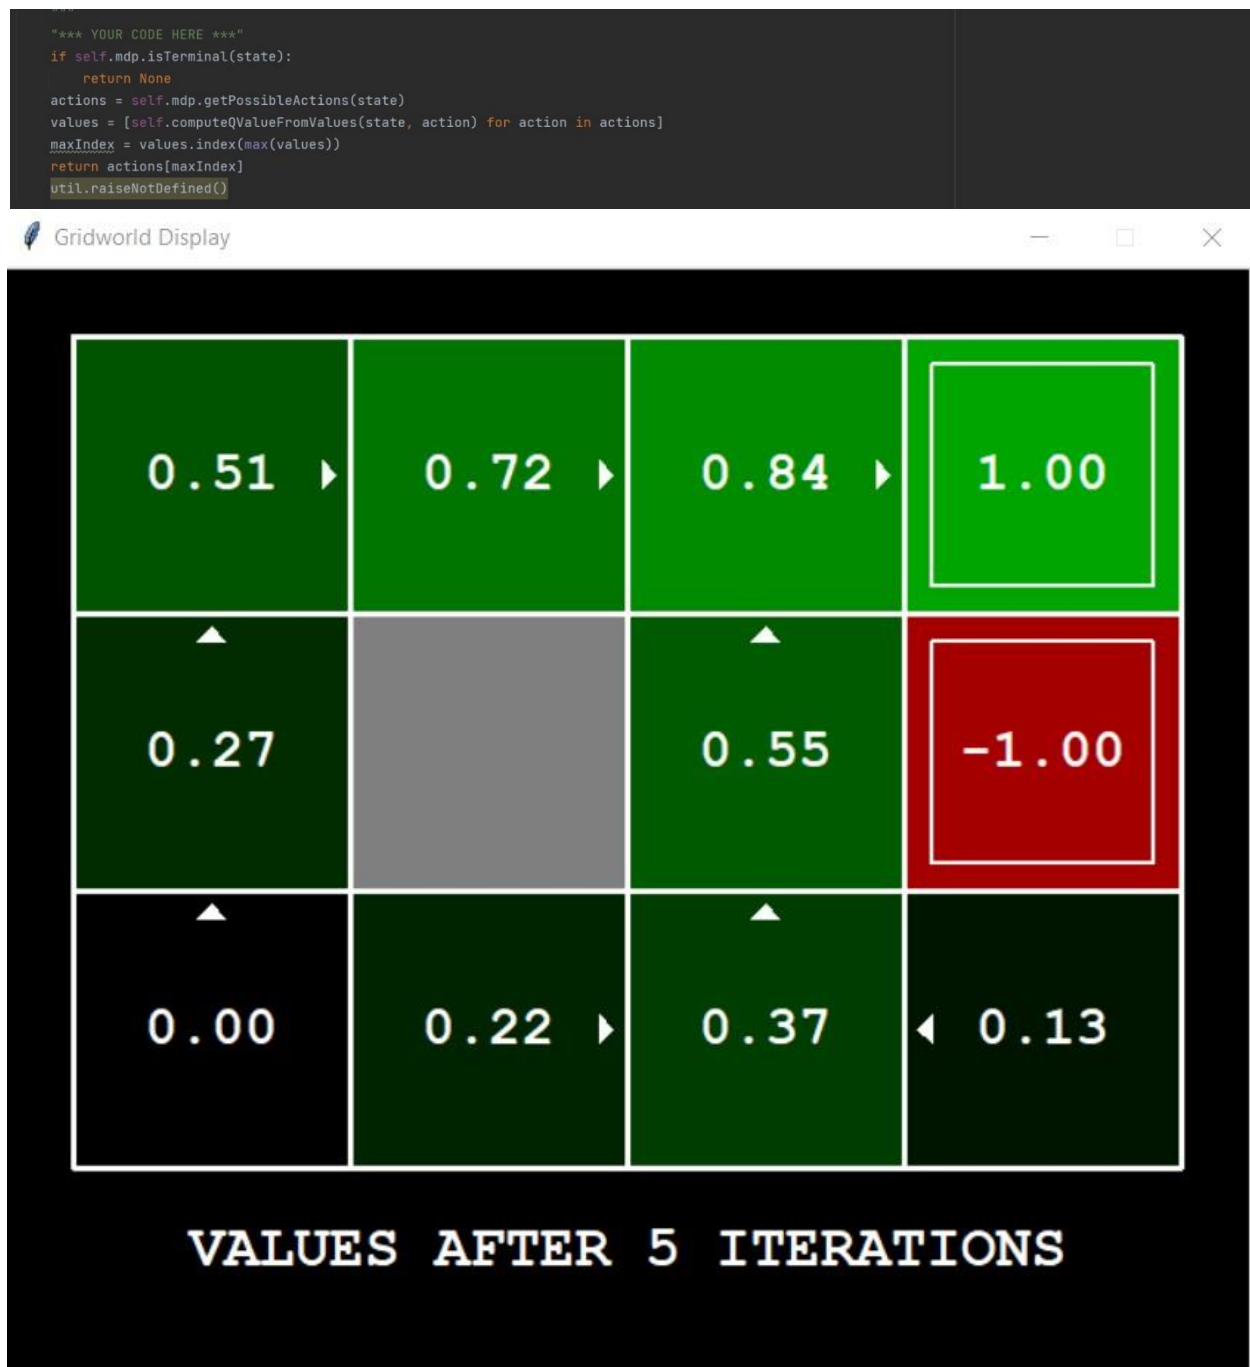 """
"*** YOUR CODE HERE ***"
if self.mdp.isTerminal(state):
    return None
actions = self.mdp.getPossibleActions(state)
values = [self.computeQValueFromValues(state, action) for action in actions]
maxIndex = values.index(max(values))
return actions[maxIndex]
util.raiseNotDefined()
Gridworld Display
0.51 0.72 0.84 1.00
0.27 0.55 -1.00
0.00 0.22 0.37 0.13
VALUES AFTER 5 ITERATIONS